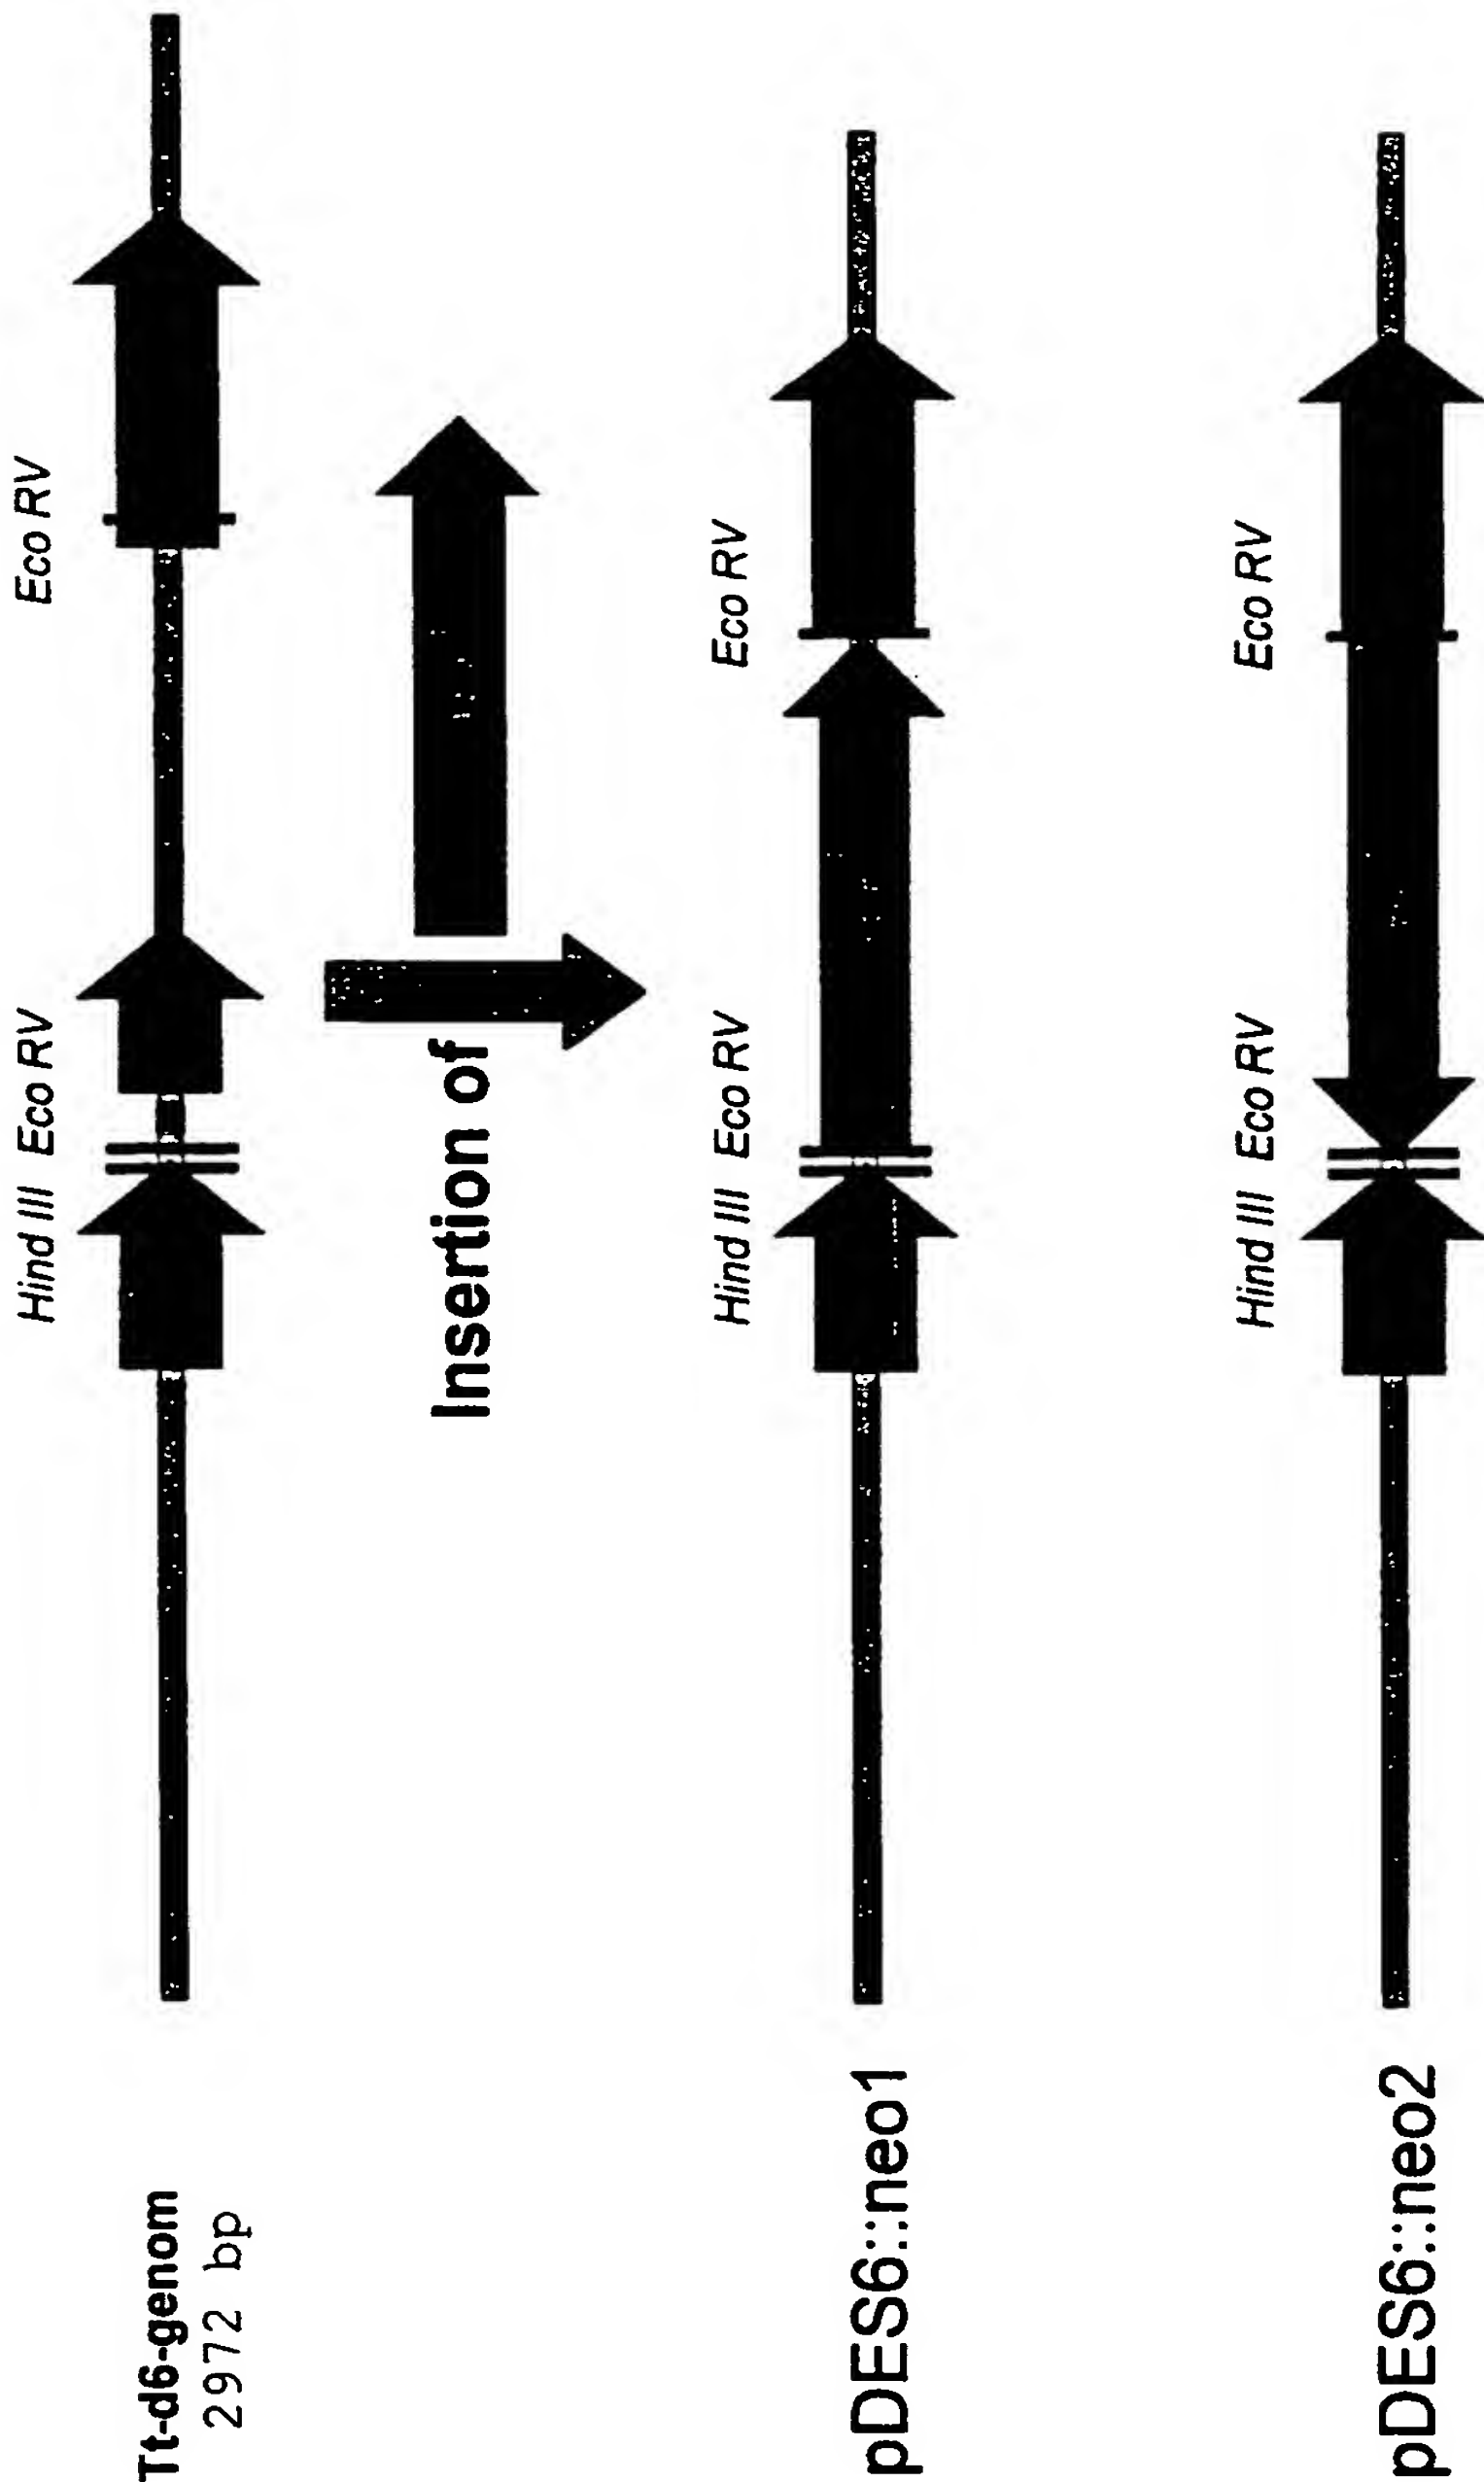 Tt-d6-genom
2972 bp
Hind III Eco RV
Eco RV
Insertion of
pDES6::neo1
Hind III Eco RV
Eco RV
pDES6::neo2
Hind III Eco RV
Eco RV